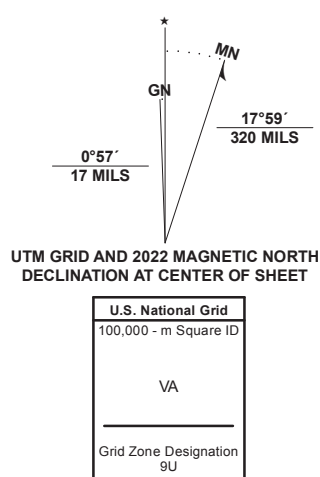 ★
MN
GN
0°57´
17 MILS
17°59´
320 MILS
UTM GRID AND 2022 MAGNETIC NORTH
DECLINATION AT CENTER OF SHEET
U.S. National Grid
100,000 - m Square ID
VA
Grid Zone Designation
9U